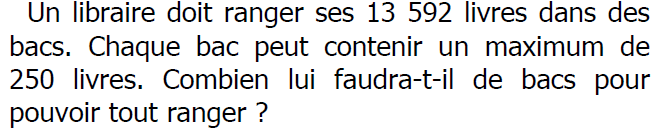 Un libraire doit ranger ses 13 592 livres dans des
bacs. Chaque bac peut contenir un maximum de
250 livres. Combien lui faudra-t-il de bacs pour
pouvoir tout ranger ?